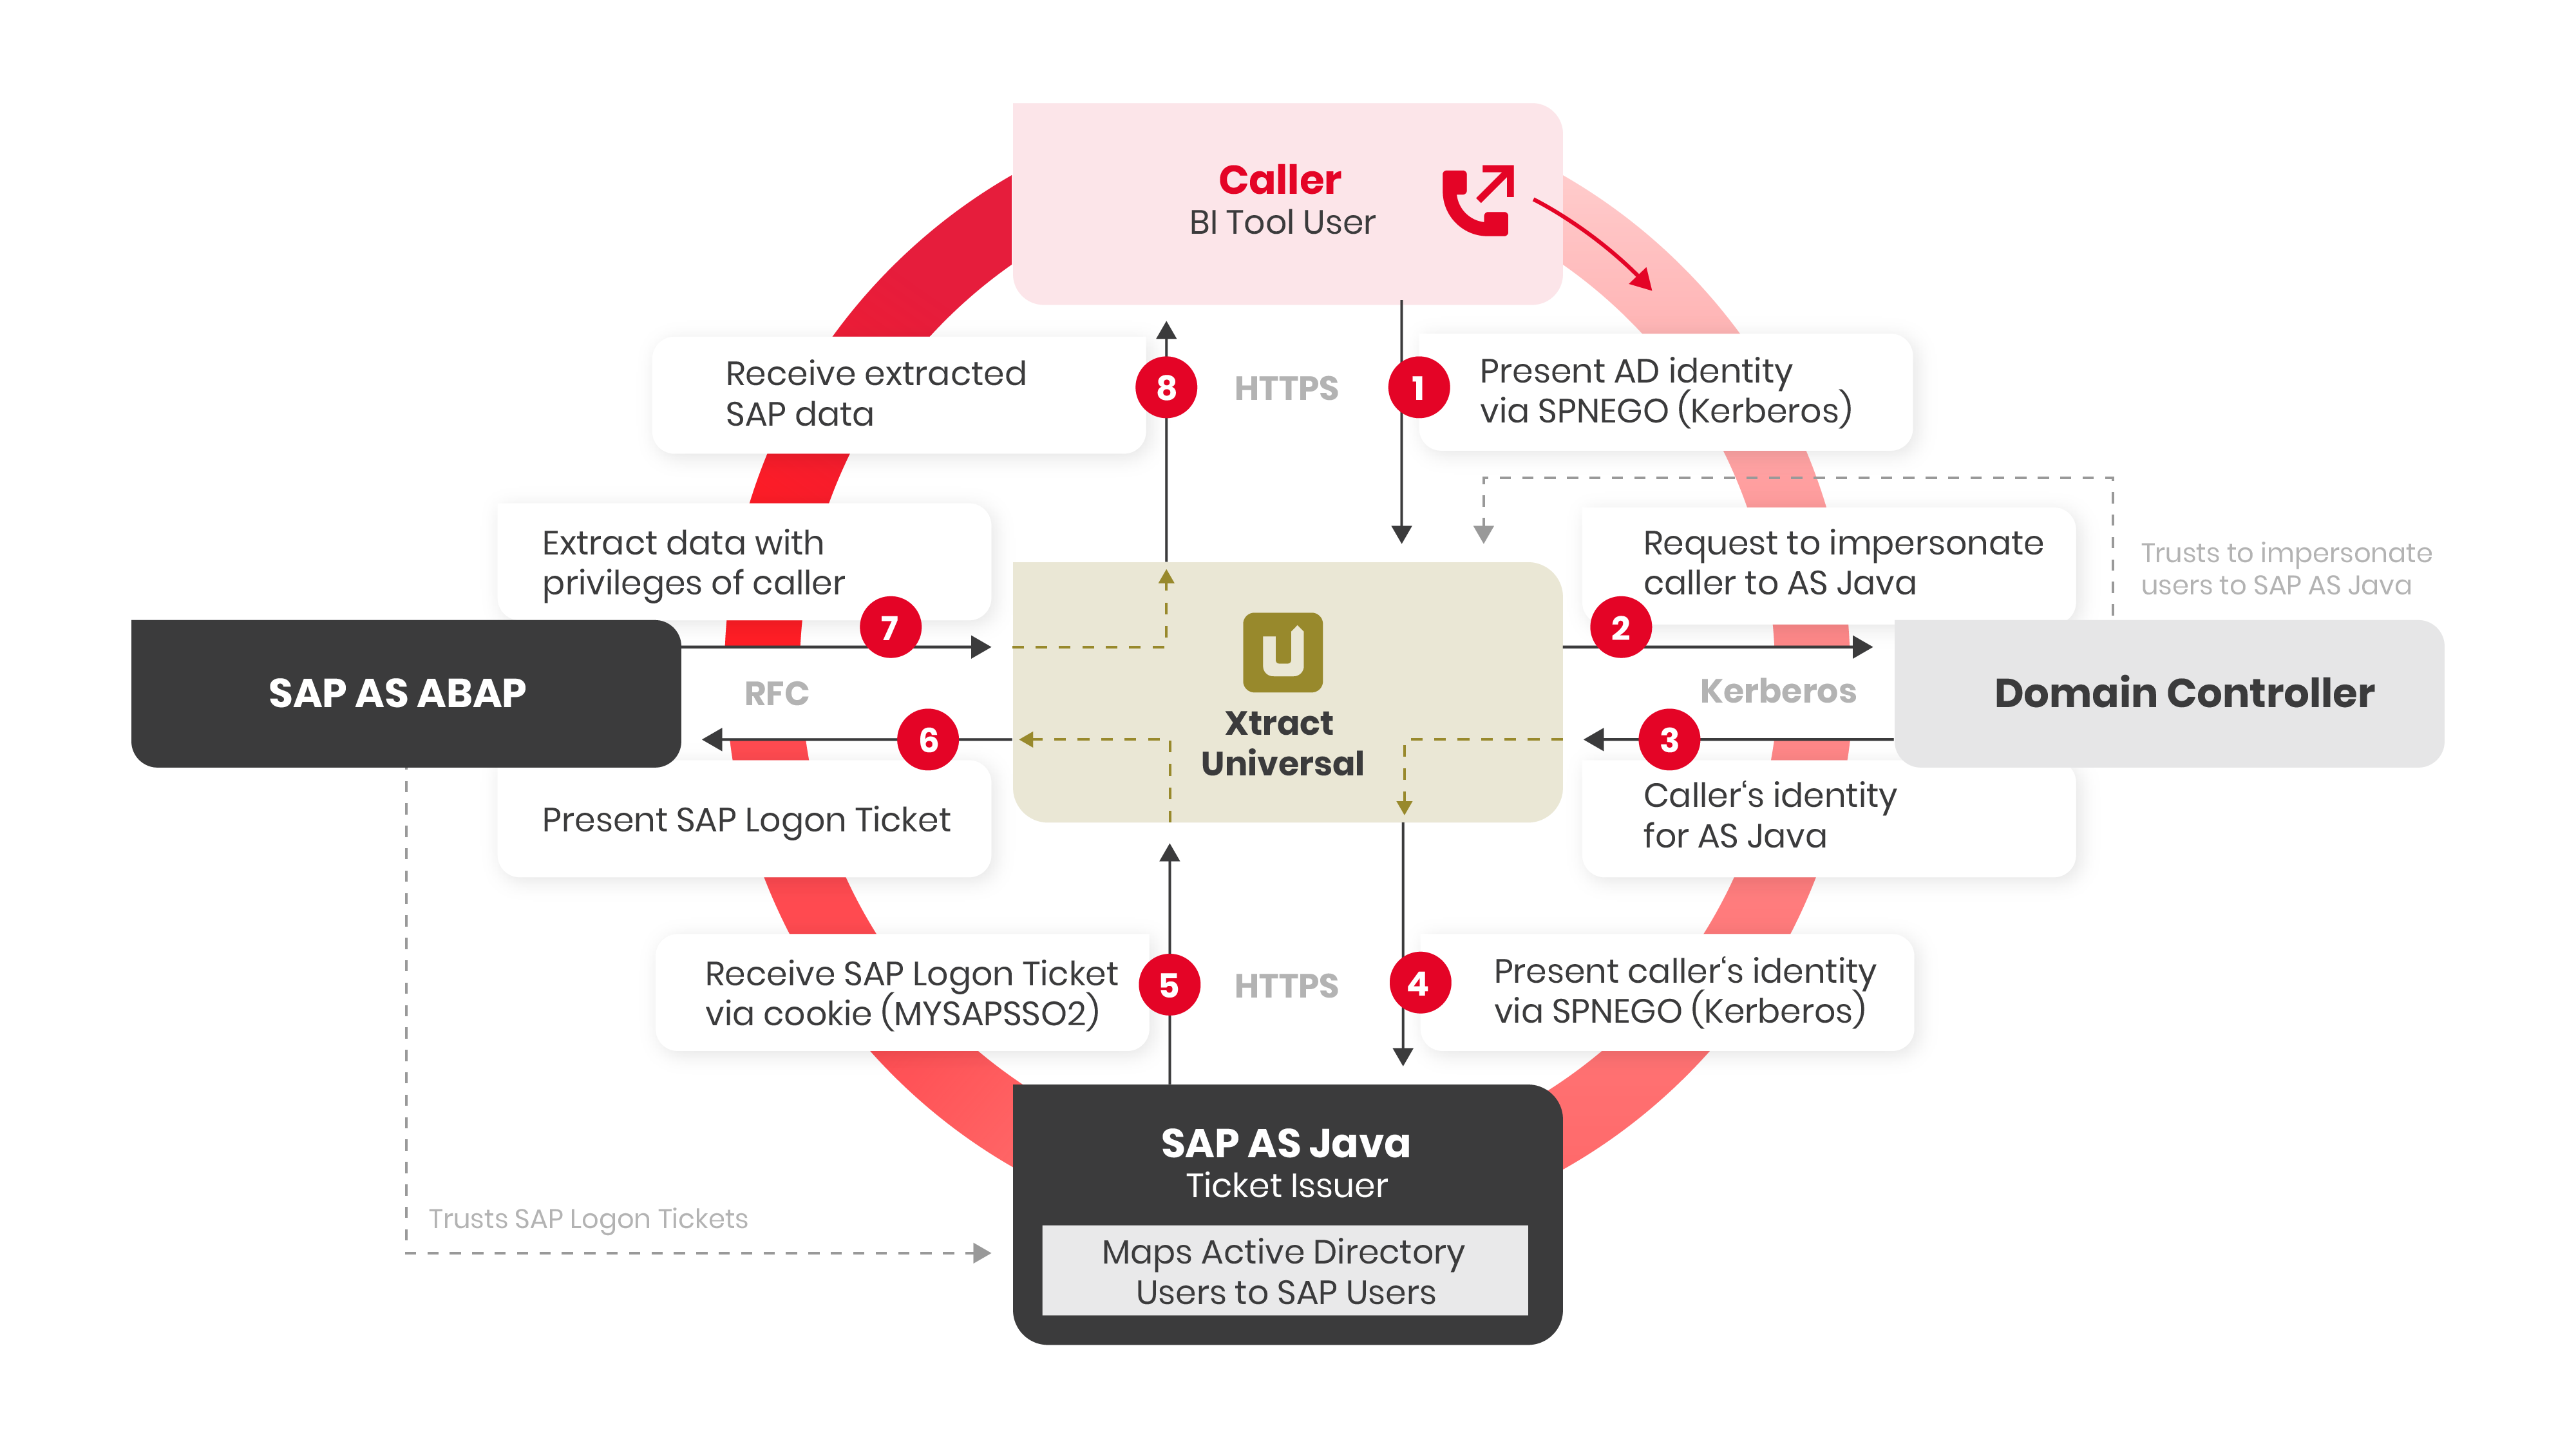 Caller
BI Tool User
Receive extracted
SAP data
8
HTTPS
1
Present AD identity
via SPNEGO (Kerberos)
Extract data with
privileges of caller
7
Request to impersonate
caller to AS Java
2
Trusts to impersonate
users to SAP AS Java
SAP AS ABAP
RFC
Xtract
Universal
Kerberos
Domain Controller
6
Present SAP Logon Ticket
3
Caller‘s identity
for AS Java
Receive SAP Logon Ticket
via cookie (MYSAPSSO2)
5
HTTPS
4
Present caller‘s identity
via SPNEGO (Kerberos)
SAP AS Java
Ticket Issuer
Trusts SAP Logon Tickets
Maps Active Directory
Users to SAP Users